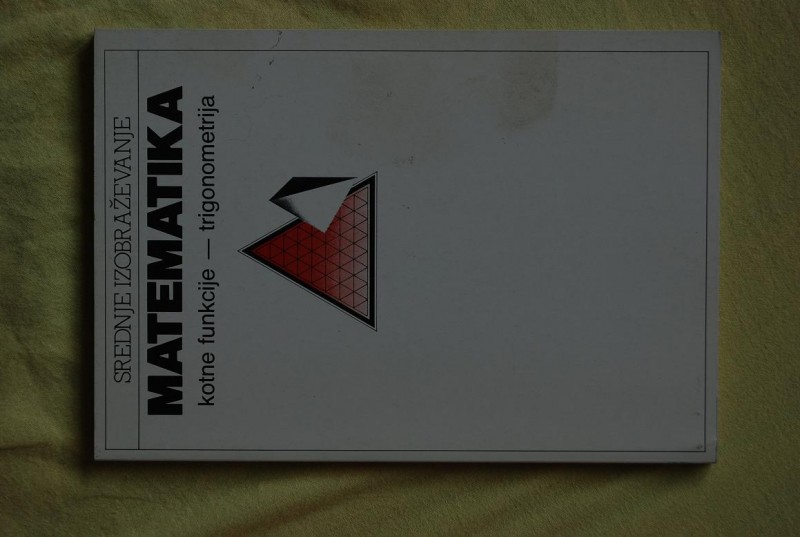 SREDNJE IZOBRAŽEVANJE
MATEMATIKA
kotne funkcije — trigonometrija